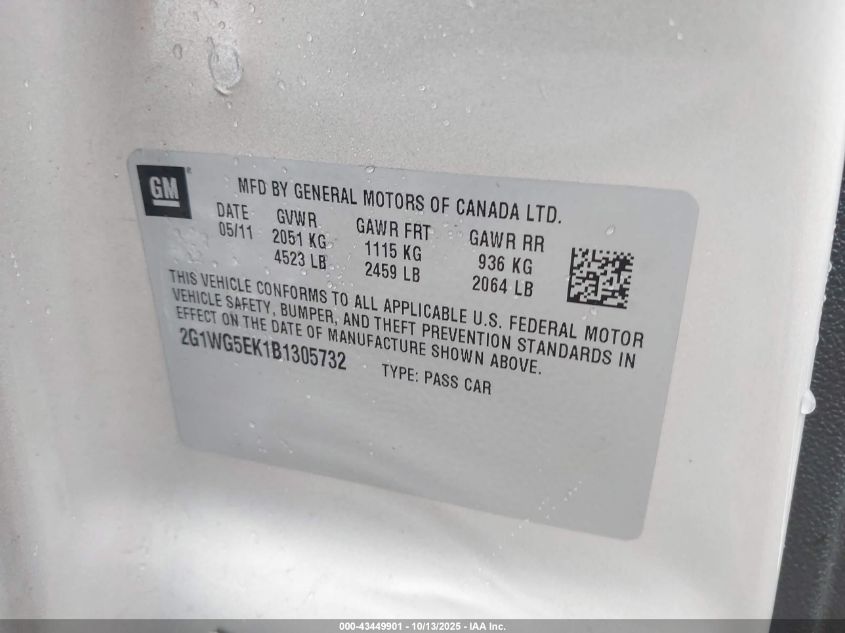 GM®
MFD BY GENERAL MOTORS OF CANADA LTD.
DATE GVWR GAWR FRT GAWR RR
05/11 2051 KG 1115 KG 936 KG
4523 LB 2459 LB 2064 LB
THIS VEHICLE CONFORMS TO ALL APPLICABLE U.S. FEDERAL MOTOR
VEHICLE SAFETY, BUMPER, AND THEFT PREVENTION STANDARDS IN
EFFECT ON THE DATE OF MANUFACTURE SHOWN ABOVE.
2G1WG5EK1B1305732 TYPE: PASS CAR
000-43449901 - 10/13/2025 - IAA Inc.